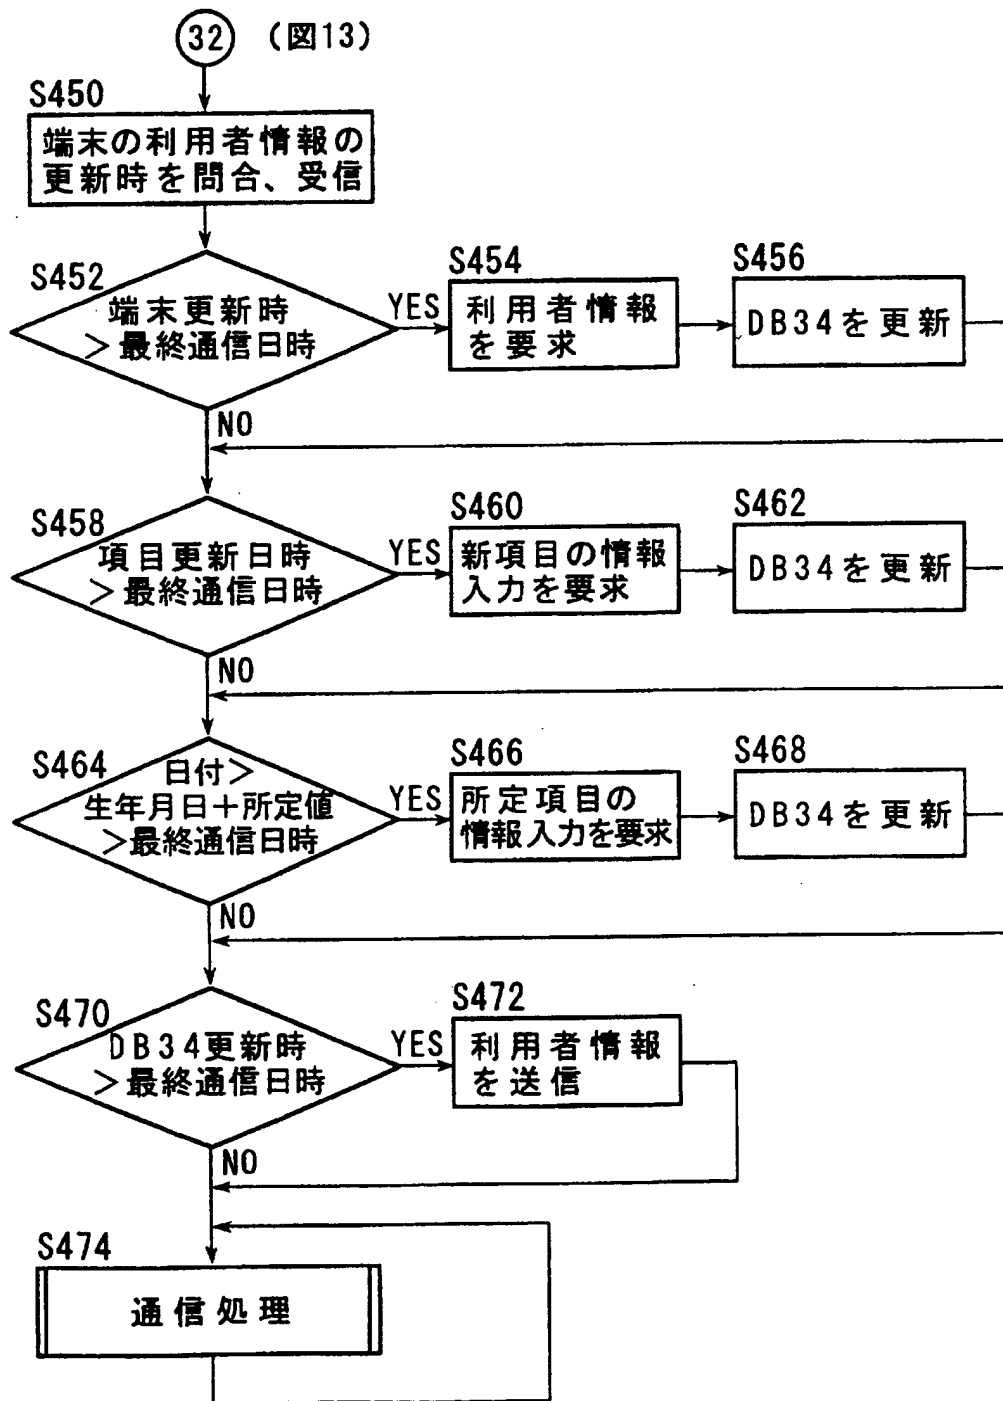 32 (図13)
S450
端末の利用者情報の
更新時を問合、受信
S452
端末更新時
>最終通信日時
YES
NO
S454
利用者情報
を要求
S456
DB34を更新
S458
項目更新日時
>最終通信日時
YES
NO
S460
新項目の情報
入力を要求
S462
DB34を更新
S464
日付>
生年月日+所定値
>最終通信日時
YES
NO
S466
所定項目の
情報入力を要求
S468
DB34を更新
S470
DB34更新時
>最終通信日時
YES
NO
S472
利用者情報
を送信
S474
通信処理